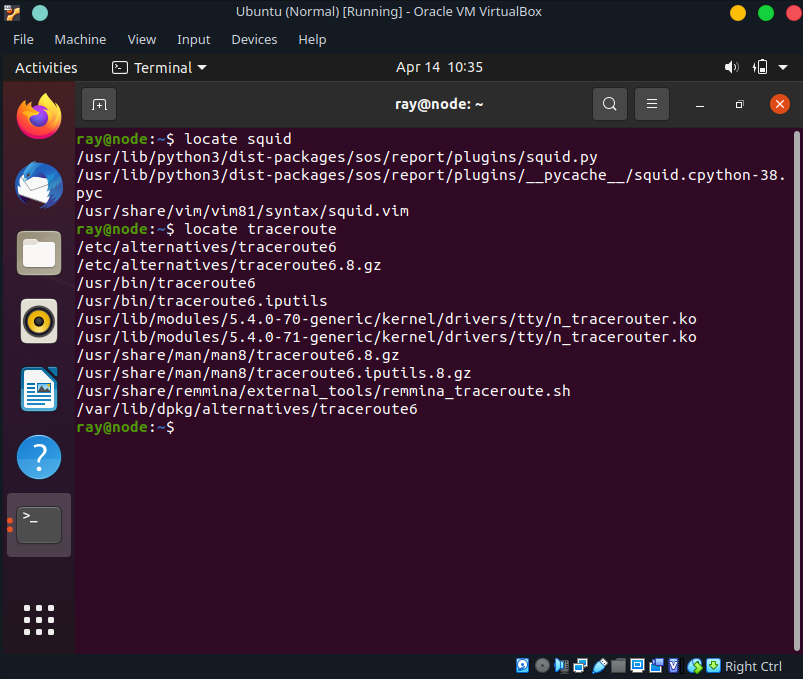 Ubuntu (Normal) [Running] - Oracle VM VirtualBox
File Machine View Input Devices Help
Activities Terminal Apr 14 10:35
ray@node: ~
ray@node:~$ locate squid
/usr/lib/python3/dist-packages/sos/report/plugins/squid.py
/usr/lib/python3/dist-packages/sos/report/plugins/__pycache__/squid.cpython-38.
pyc
/usr/share/vim/vim81/syntax/squid.vim
ray@node:~$ locate traceroute
/etc/alternatives/traceroute6
/etc/alternatives/traceroute6.8.gz
/usr/bin/traceroute6
/usr/bin/traceroute6.iputils
/usr/lib/modules/5.4.0-70-generic/kernel/drivers/tty/n_tracerouter.ko
/usr/lib/modules/5.4.0-71-generic/kernel/drivers/tty/n_tracerouter.ko
/usr/share/man/man8/traceroute6.8.gz
/usr/share/man/man8/traceroute6.iputils.8.gz
/usr/share/remmina/external_tools/remmina_traceroute.sh
/var/lib/dpkg/alternatives/traceroute6
ray@node:~$
Right Ctrl